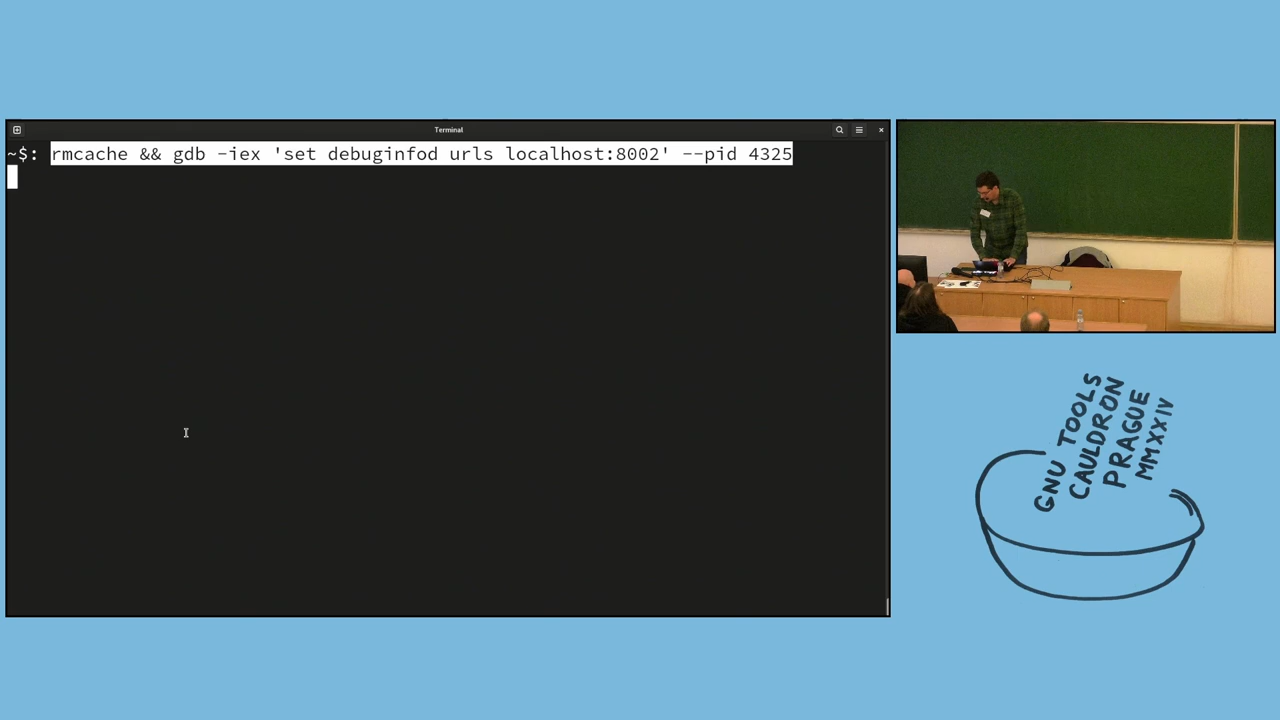 Terminal
~$: rmcache && gdb -iex 'set debuginfod urls localhost:8002' --pid 4325
GNU TOOLS
CAULDRON
PRAGUE
MMXXIV